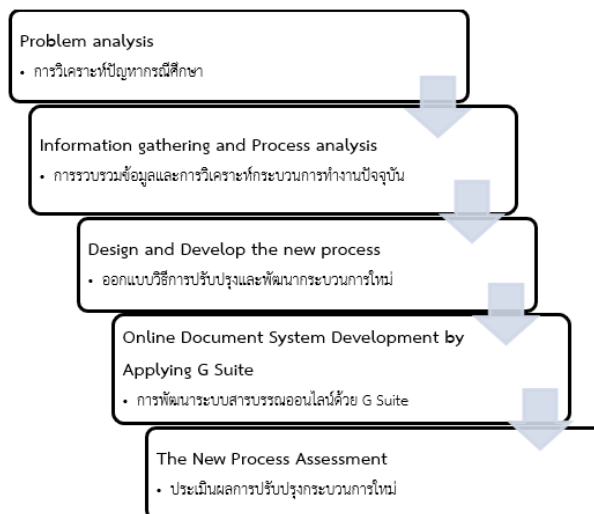 Problem analysis
• การวิเคราะห์ปัญหากรณีศึกษา
Information gathering and Process analysis
• การรวบรวมข้อมูลและการวิเคราะห์กระบวนการทำงานปัจจุบัน
Design and Develop the new process
• ออกแบบวิธีการปรับปรุงและพัฒนากระบวนการใหม่
Online Document System Development by
Applying G Suite
• การพัฒนาระบบสารบรรณออนไลน์ด้วย G Suite
The New Process Assessment
• ประเมินผลการปรับปรุงกระบวนการใหม่